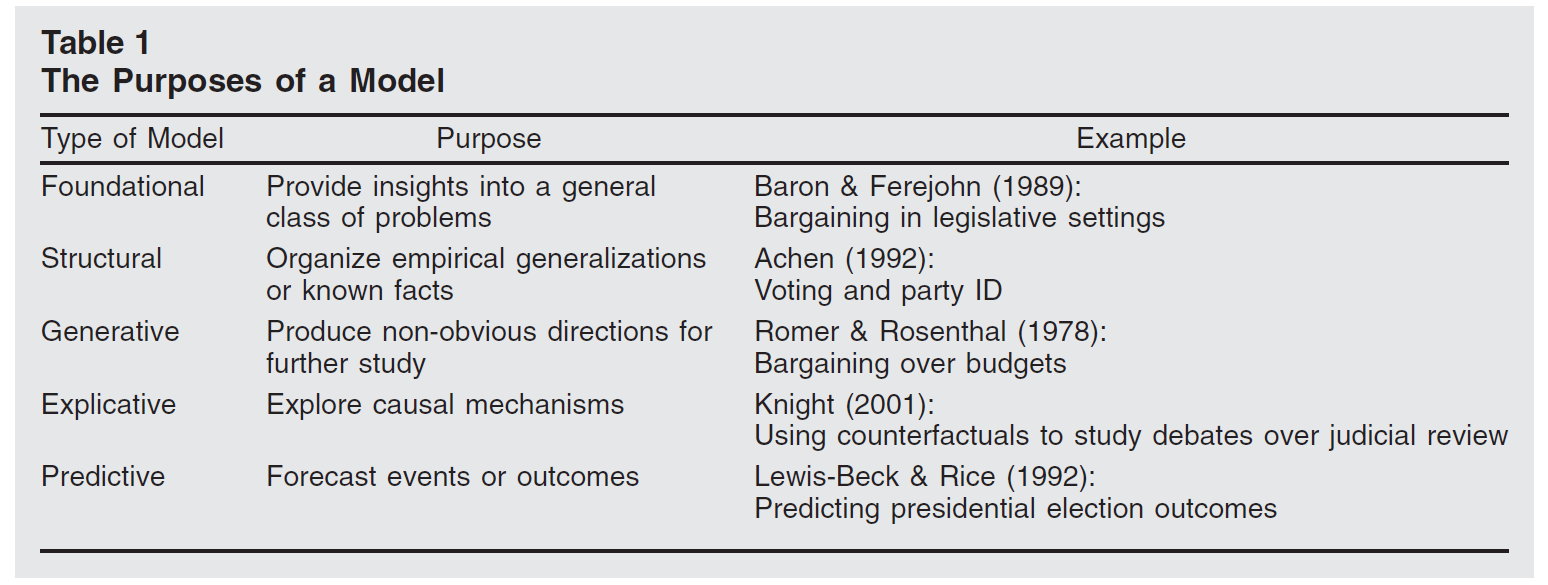 Table 1
The Purposes of a Model
Type of Model Purpose Example
Foundational Provide insights into a general Baron & Ferejohn (1989):
class of problems Bargaining in legislative settings
Structural Organize empirical generalizations Achen (1992):
or known facts Voting and party ID
Generative Produce non-obvious directions for Romer & Rosenthal (1978):
further study Bargaining over budgets
Explicative Explore causal mechanisms Knight (2001):
Using counterfactuals to study debates over judicial review
Predictive Forecast events or outcomes Lewis-Beck & Rice (1992):
Predicting presidential election outcomes